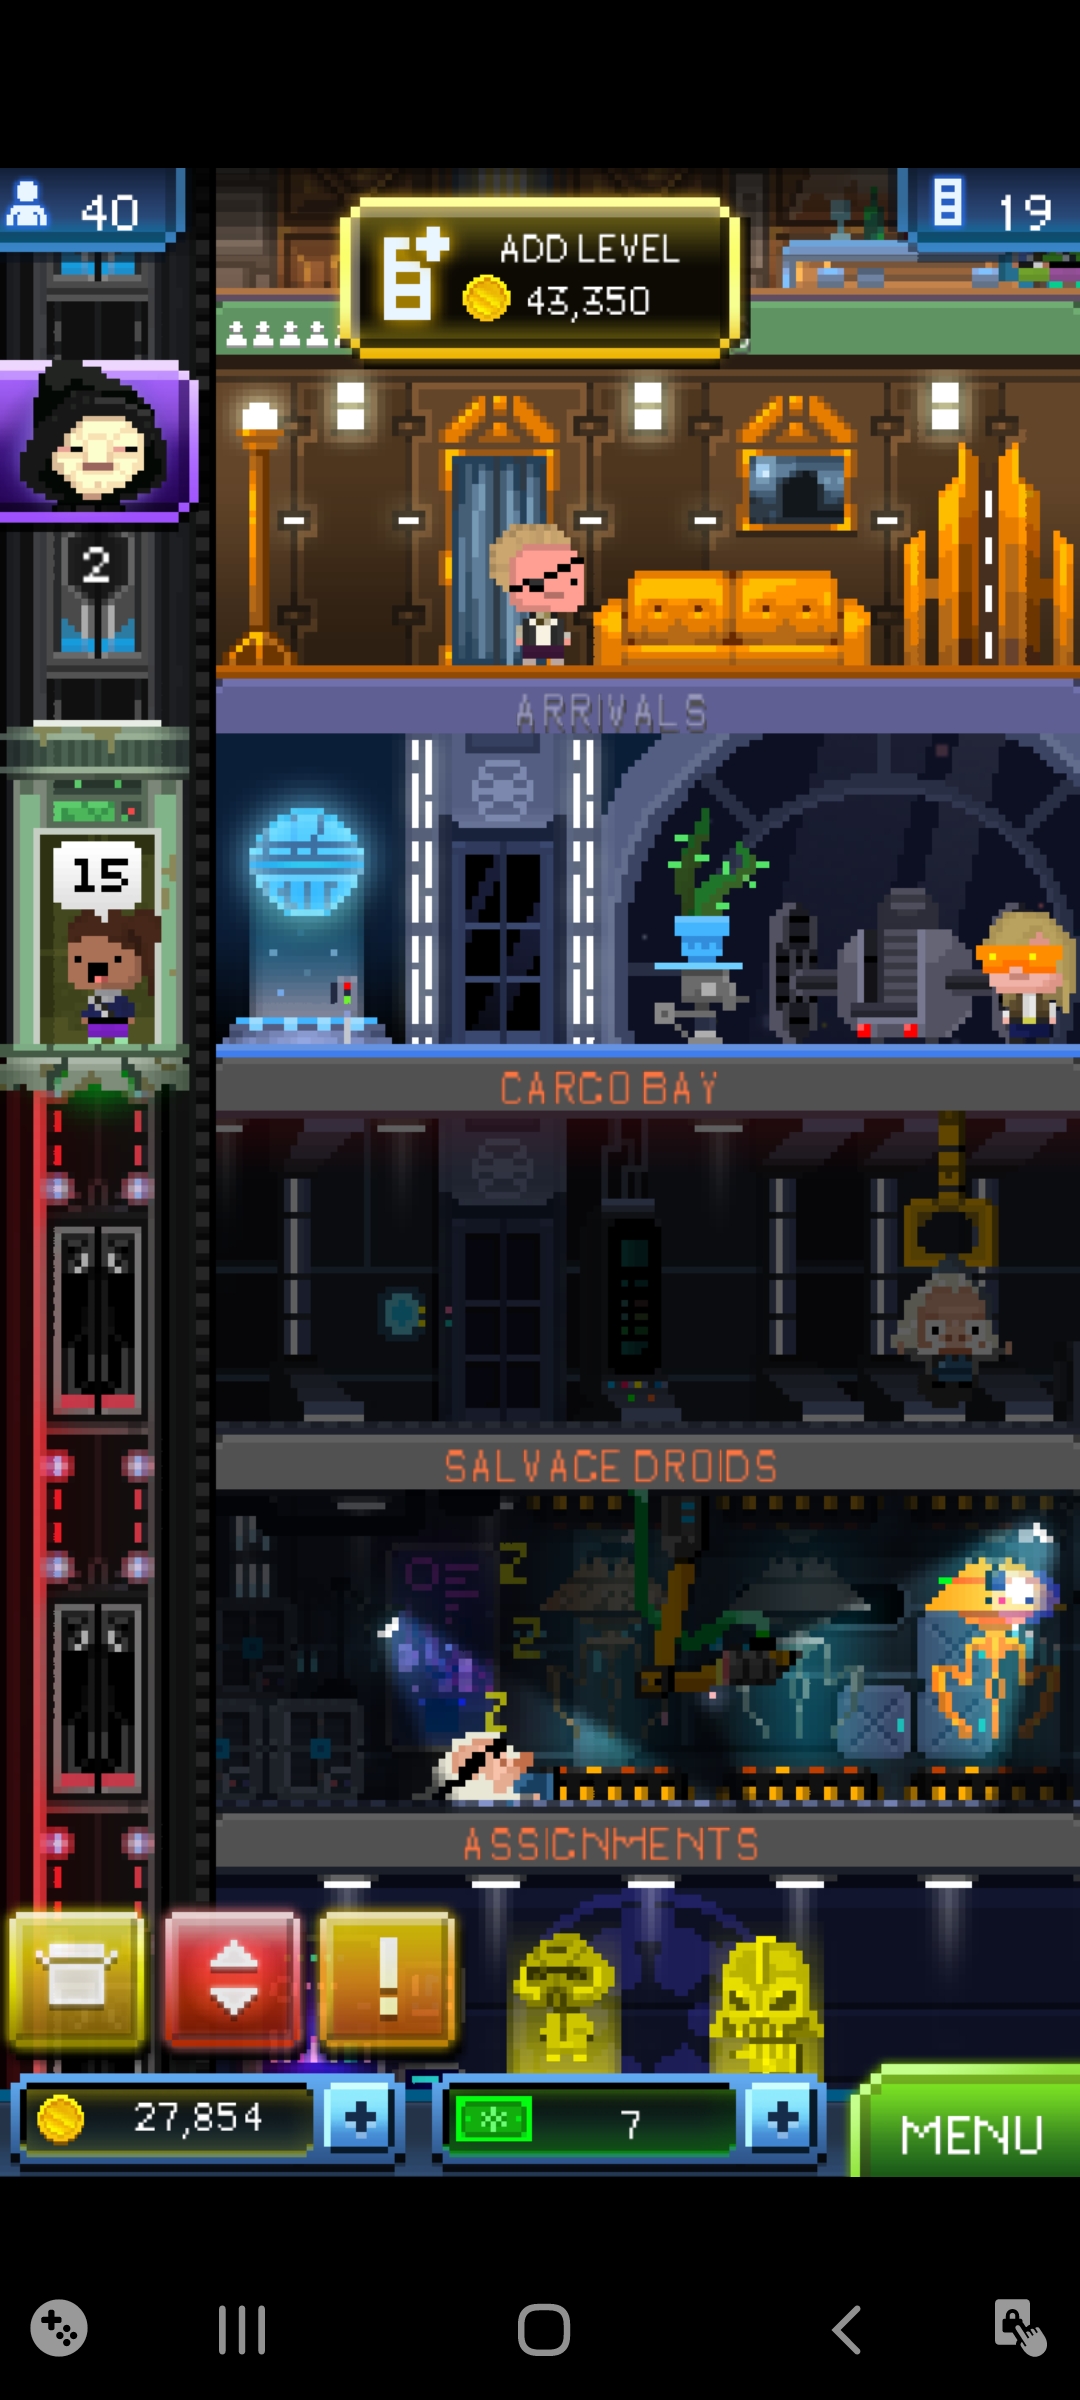 40
ADD LEVEL
43,350
19
2
ARRIVALS
15
CARGO BAY
SALVAGE DROIDS
Z
Z
Z
ASSIGNMENTS
!
27,854
7
MENU